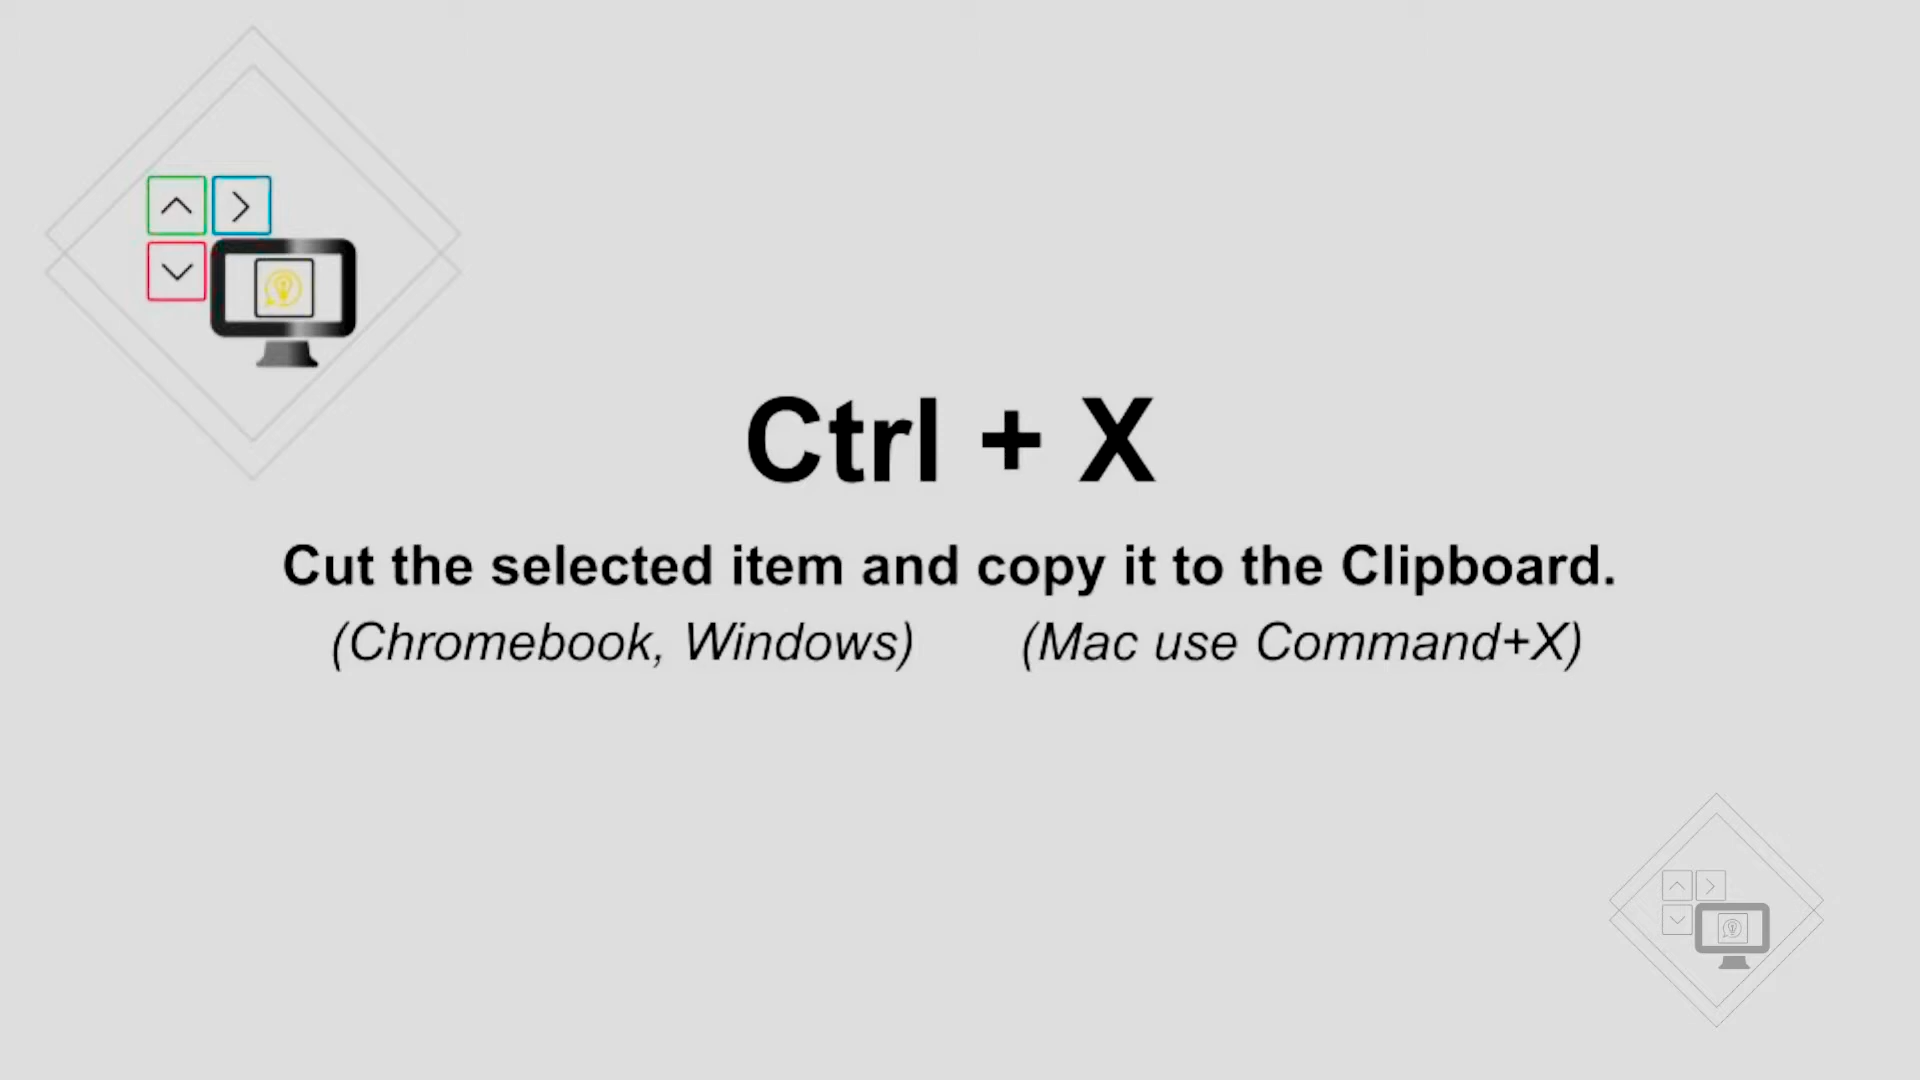 Ctrl + X
Cut the selected item and copy it to the Clipboard.
(Chromebook, Windows) (Mac use Command+X)